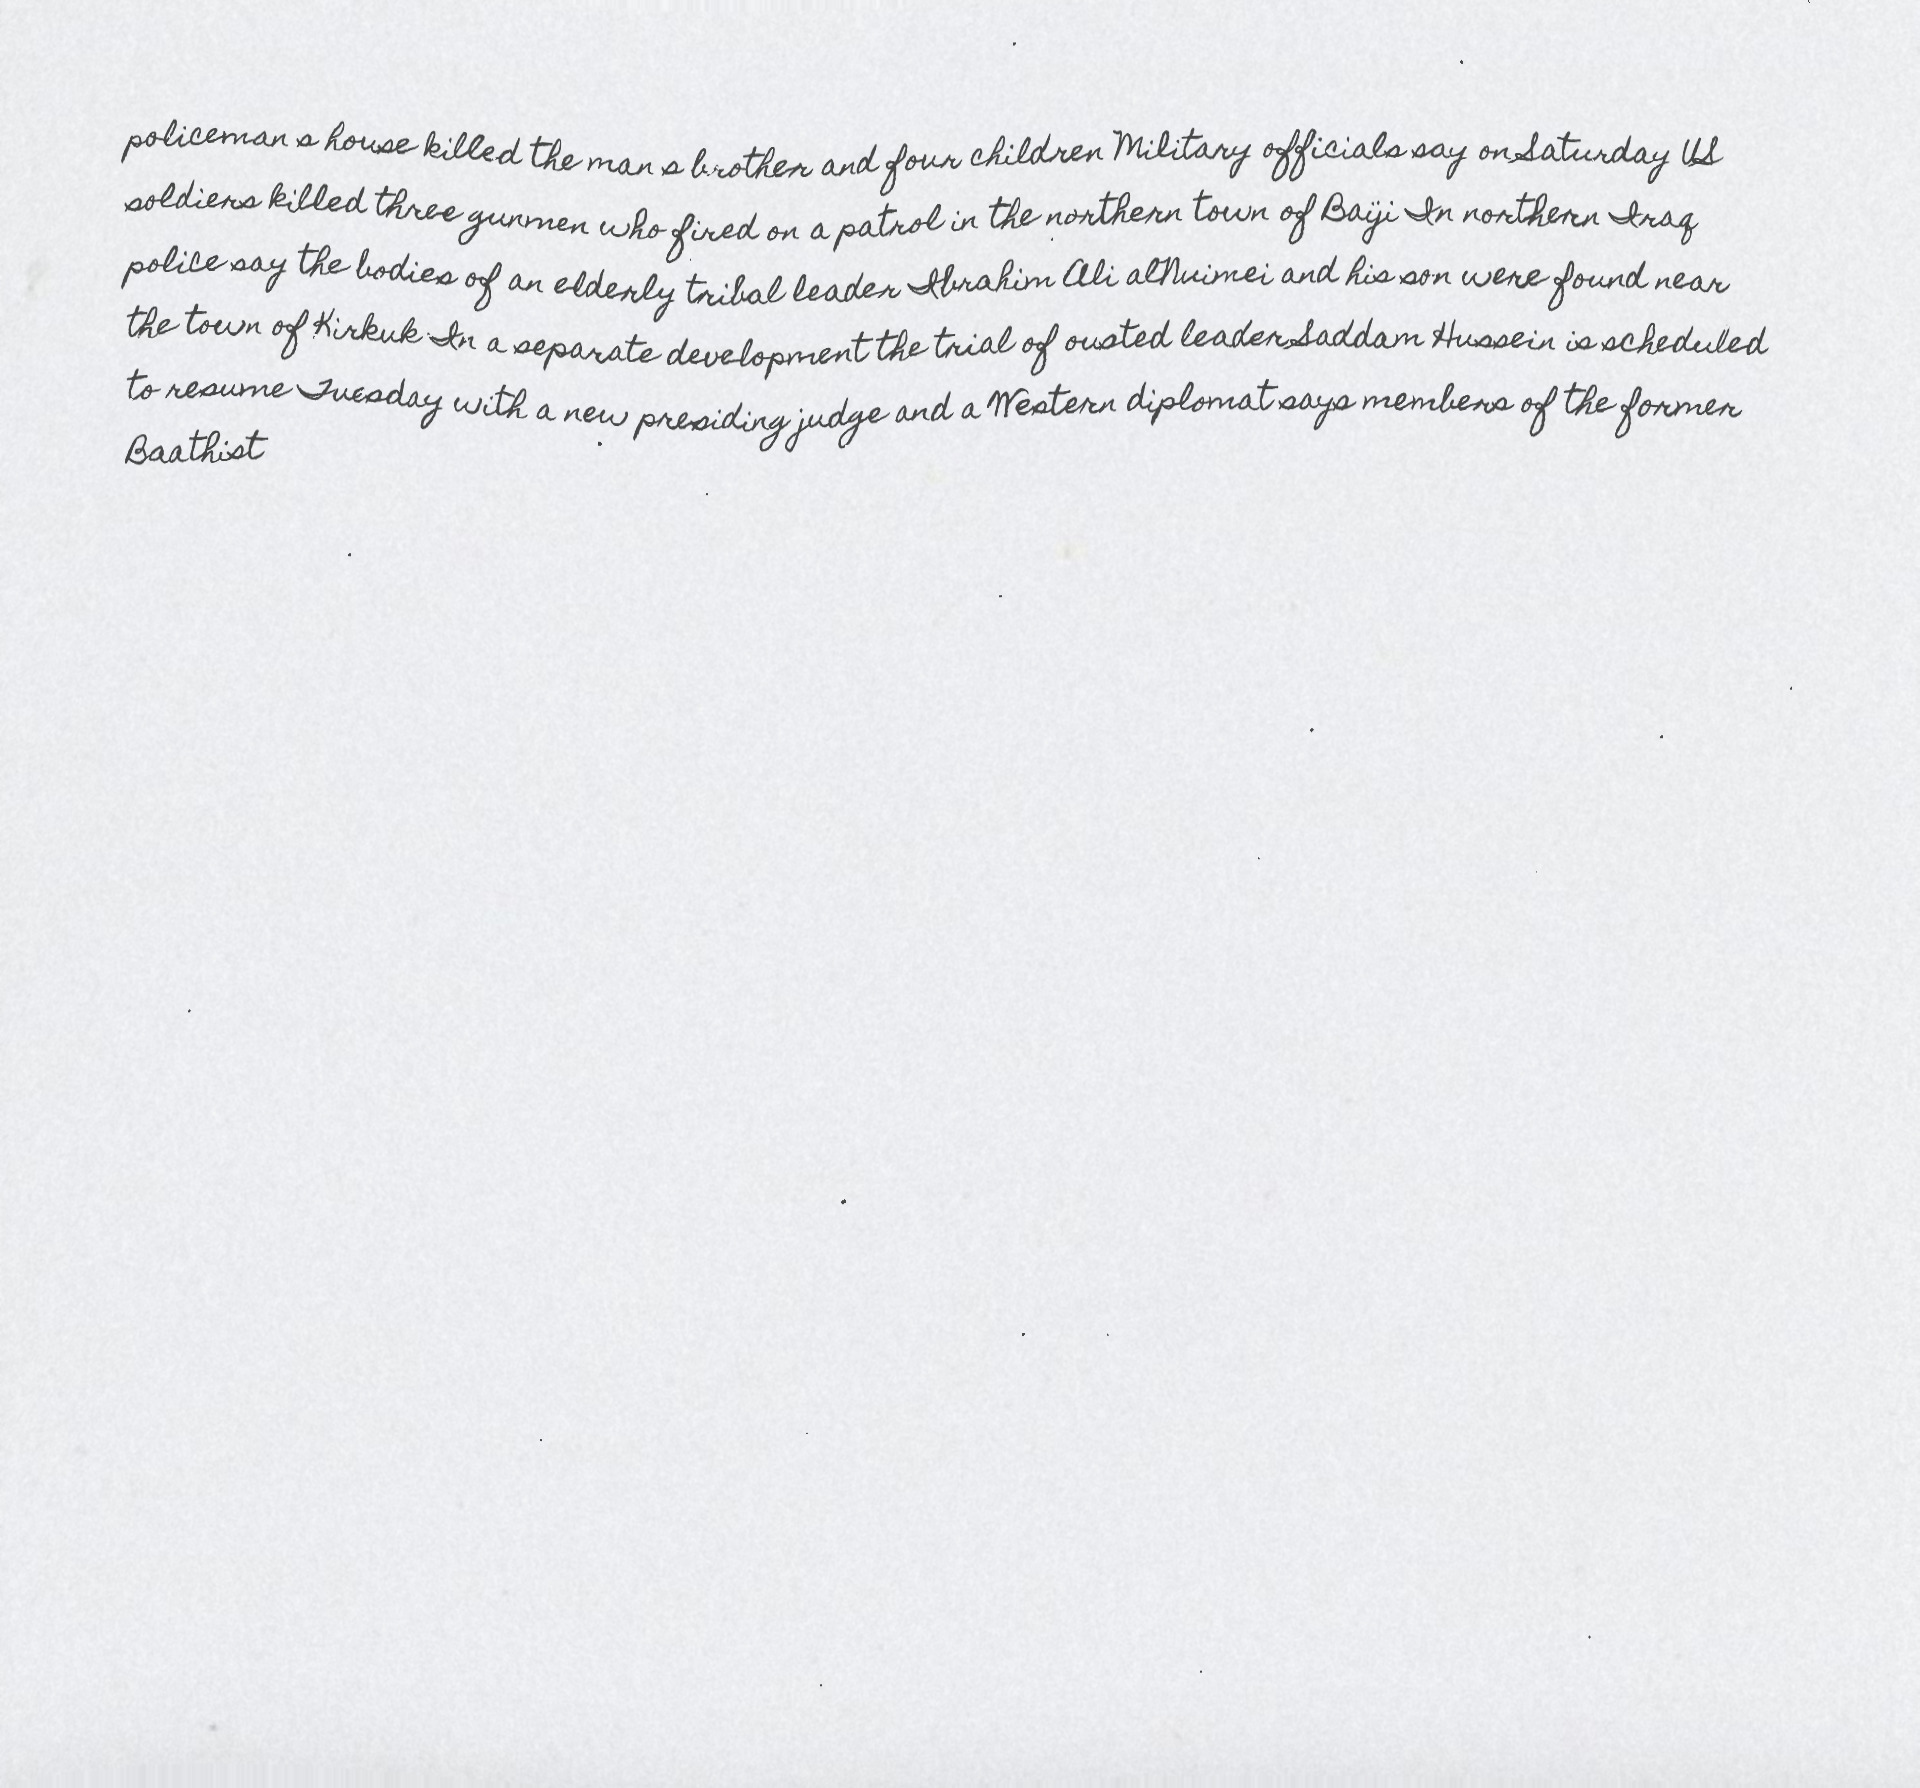 policeman s house killed the man s brother and four children Military officials say on Saturday US
soldiers killed three gunmen who fired on a patrol in the northern town of Baiji In northern Iraq
police say the bodies of an elderly tribal leader Ibrahim Ali alNuimei and his son were found near
the town of Kirkuk In a separate development the trial of ousted leader Saddam Hussein is scheduled
to resume Tuesday with a new presiding judge and a Western diplomat says members of the former
Baathist